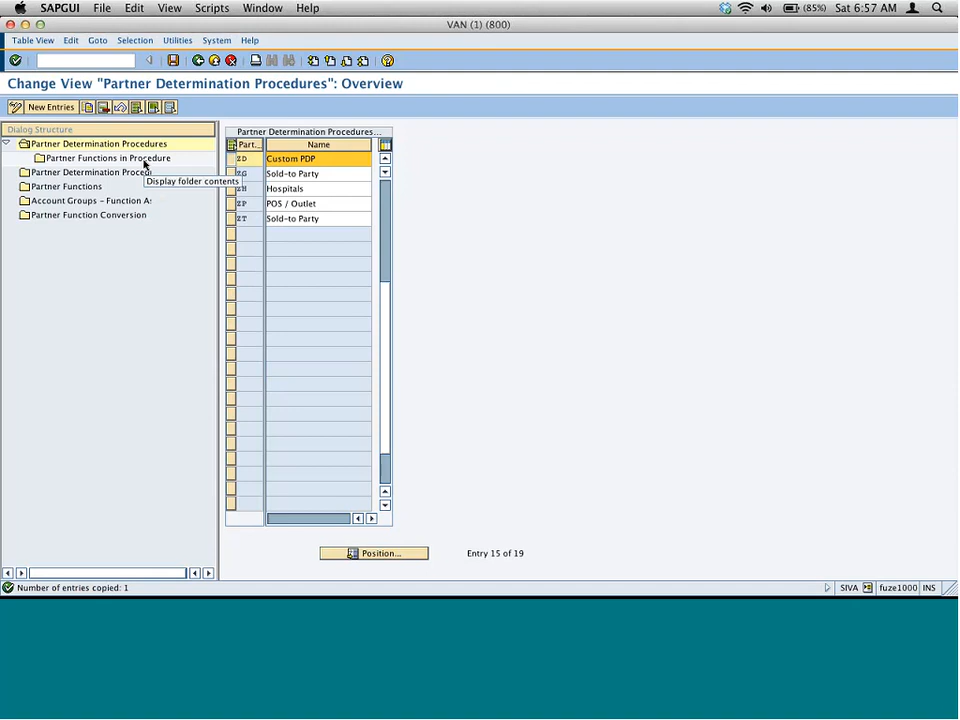 SAPGUI File Edit View Scripts Window Help (85%) Sat 6:57 AM
VAN (1) (800)
Table View Edit Goto Selection Utilities System Help
Change View "Partner Determination Procedures": Overview
New Entries
Dialog Structure
Partner Determination Procedures
Partner Functions in Procedure
Partner Determination Proced
Display folder contents
Partner Functions
Account Groups - Function As
Partner Function Conversion
Partner Determination Procedures...
Part... Name
ZD Custom PDP
ZG Sold-to Party
ZH Hospitals
ZP POS / Outlet
ZT Sold-to Party
Position... Entry 15 of 19
Number of entries copied: 1 SIVA fuze1000 INS